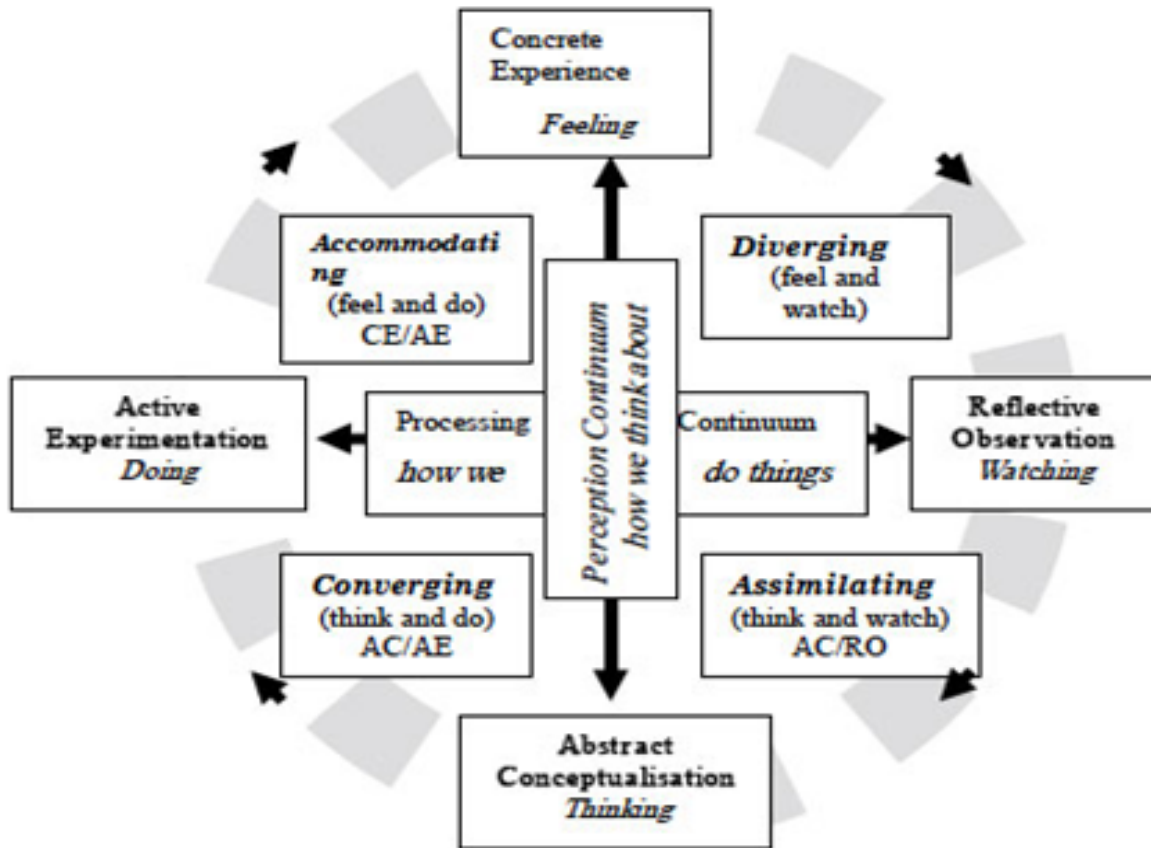 Concrete
Experience
Feeling
Accommodati
ng
(feel and do)
CE/AE
Diverging
(feel and
watch)
Active
Experimentation
Doing
Processing
how we
Perception Continuum
how we think about
Continuum
do things
Reflective
Observation
Watching
Converging
(think and do)
AC/AE
Assimilating
(think and watch)
AC/RO
Abstract
Conceptualisation
Thinking